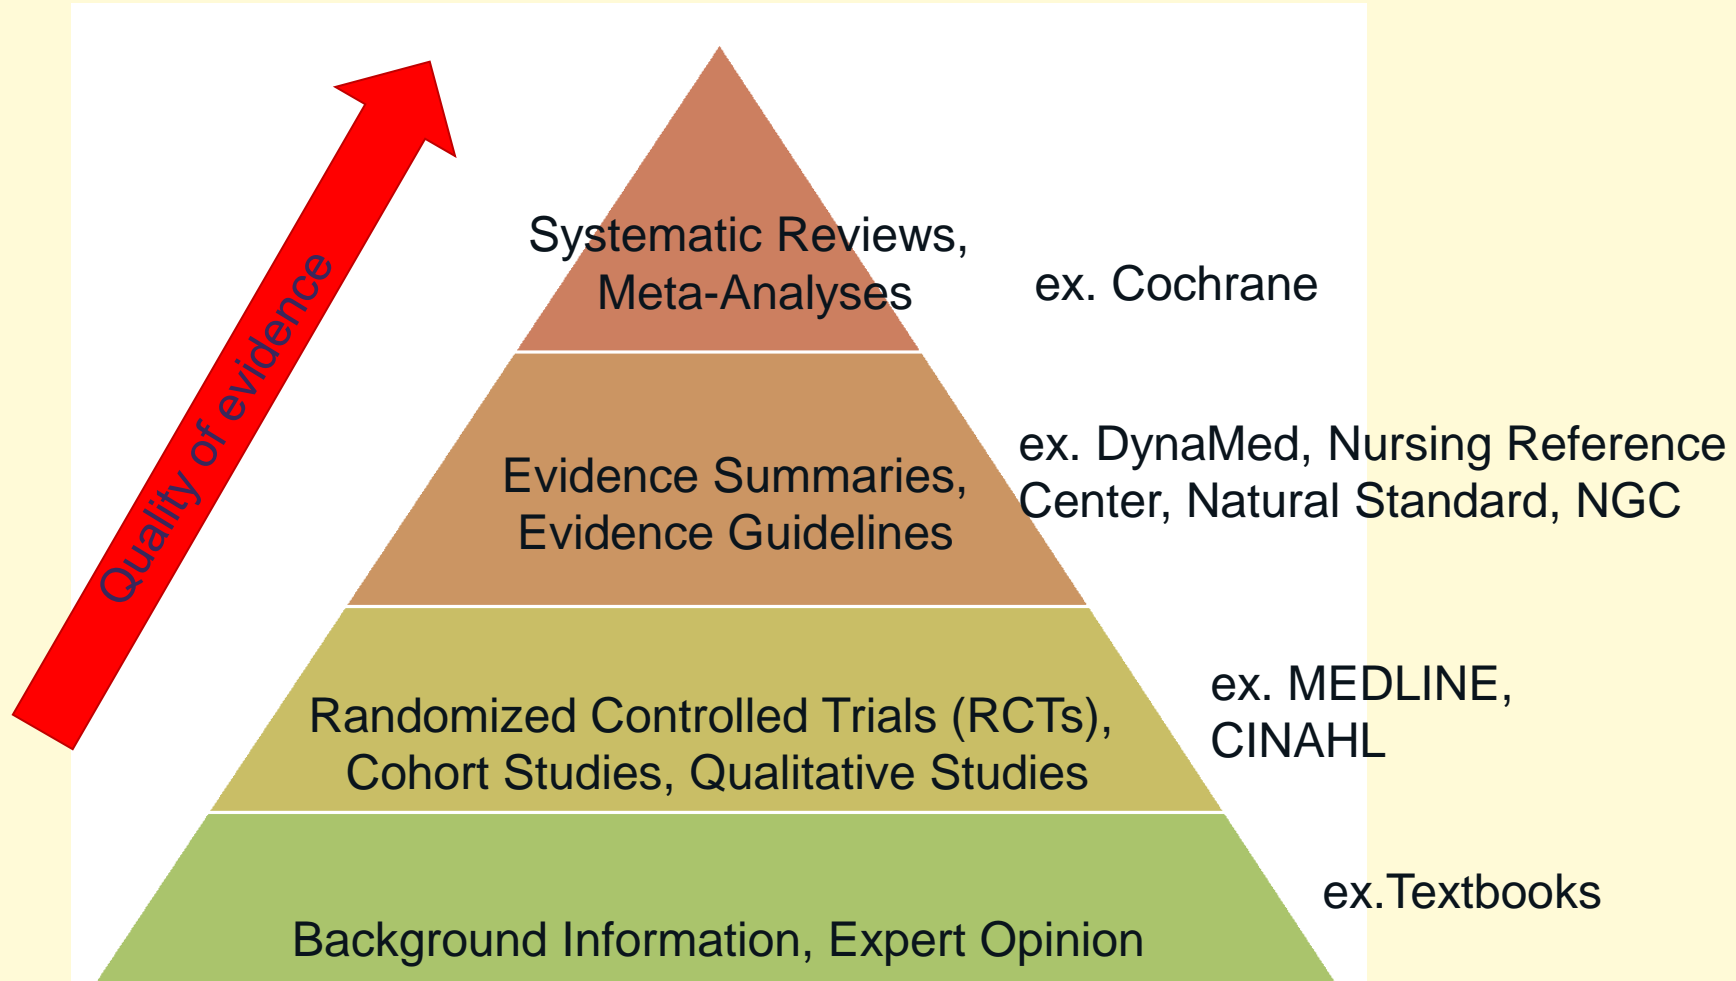 Quality of evidence
Systematic Reviews,
Meta-Analyses
ex. Cochrane
Evidence Summaries,
Evidence Guidelines
ex. DynaMed, Nursing Reference
Center, Natural Standard, NGC
Randomized Controlled Trials (RCTs),
Cohort Studies, Qualitative Studies
ex. MEDLINE,
CINAHL
Background Information, Expert Opinion
ex.Textbooks